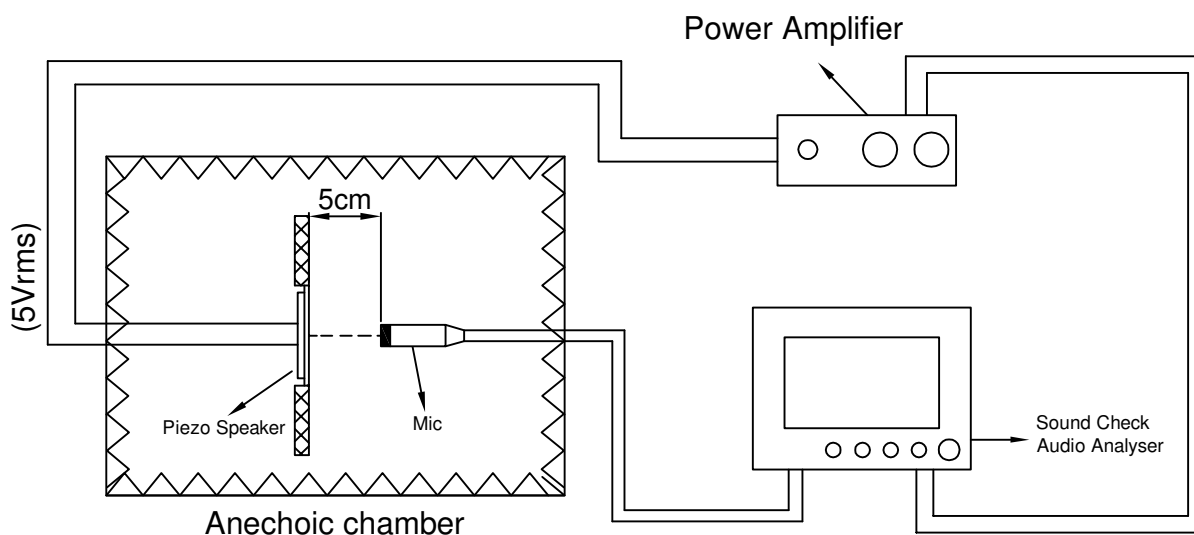 Power Amplifier
5cm
(5Vrms)
Piezo Speaker
Mic
Sound Check
Audio Analyser
Anechoic chamber